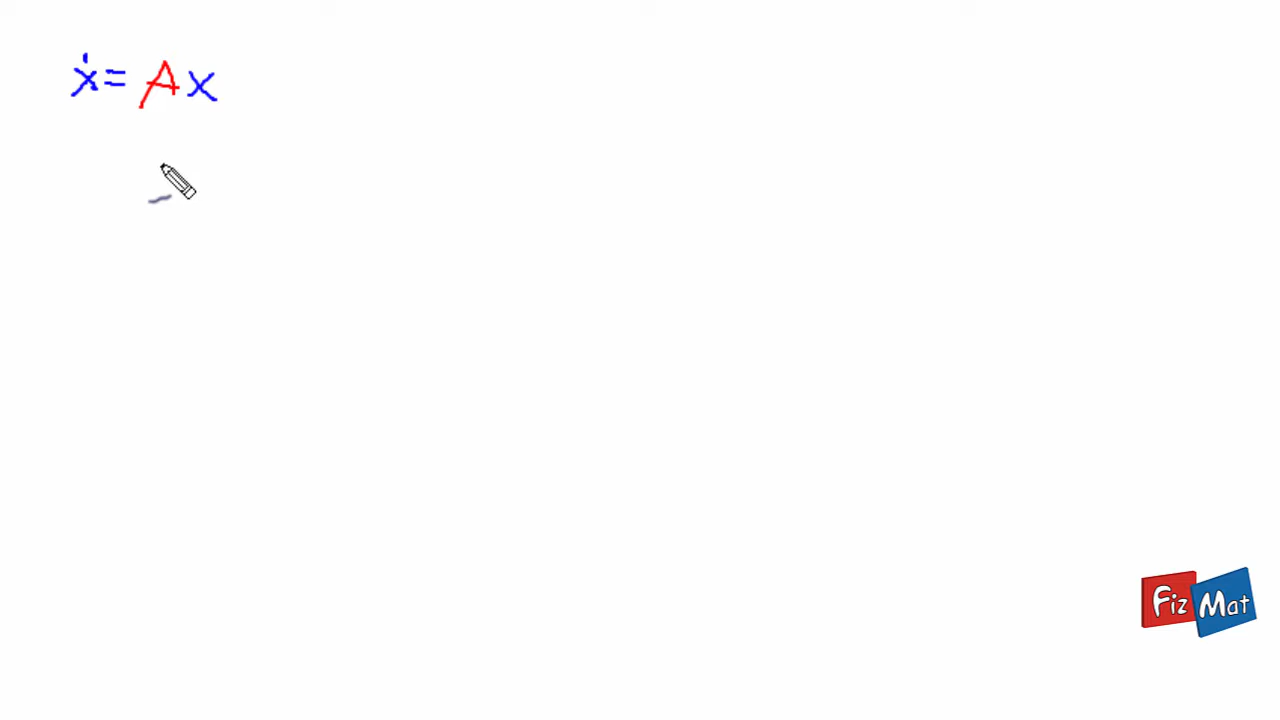 ẋ = Ax
Fiz Mat